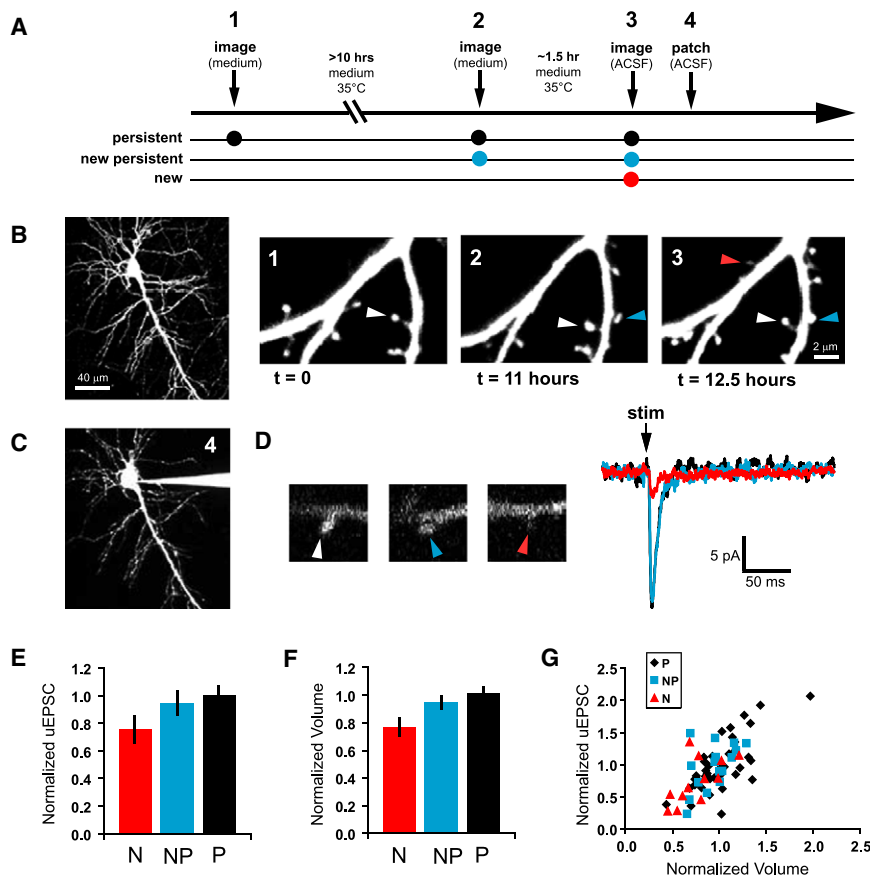 A
1
2
3
4
image
(medium)
>10 hrs
medium
35°C
image
(medium)
~1.5 hr
medium
35°C
image
(ACSF)
patch
(ACSF)
persistent
new persistent
new
B
40 μm
1
t = 0
2
t = 11 hours
3
2 μm
t = 12.5 hours
C
4
D
stim
5 pA
50 ms
E
Normalized uEPSC
1.2
1.0
0.8
0.6
0.4
0.2
0.0
N NP P
F
Normalized Volume
1.2
1.0
0.8
0.6
0.4
0.2
0.0
N NP P
G
Normalized uEPSC
2.5
2.0
1.5
1.0
0.5
0.0
P
NP
N
0.0 0.5 1.0 1.5 2.0 2.5
Normalized Volume